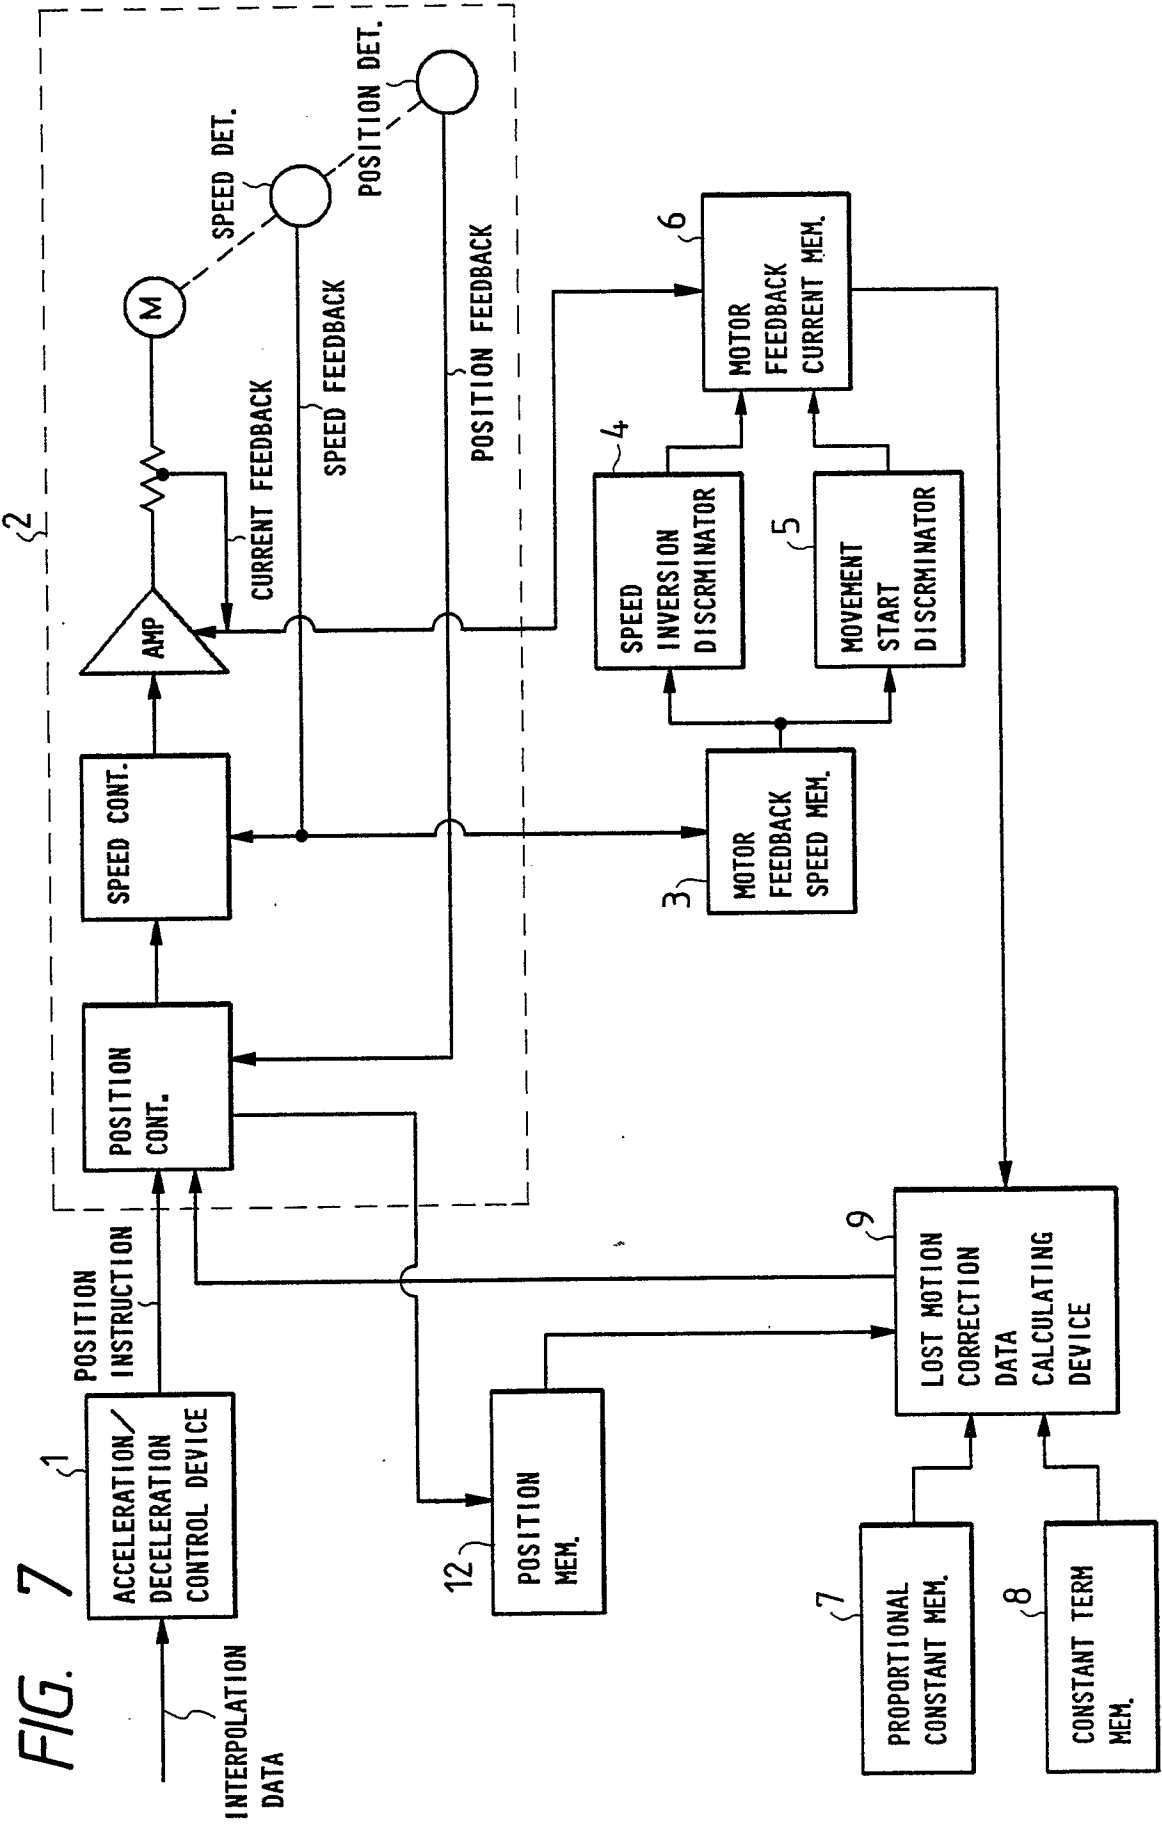 FIG. 7
INTERPOLATION
DATA
1
ACCELERATION/
DECELERATION
CONTROL DEVICE
POSITION
INSTRUCTION
2
POSITION
CONT.
SPEED CONT.
AMP
M
CURRENT FEEDBACK
SPEED DET.
SPEED FEEDBACK
POSITION DET.
POSITION FEEDBACK
12
POSITION
MEM.
3
MOTOR
FEEDBACK
SPEED MEM.
4
SPEED
INVERSION
DISCRMINATOR
5
MOVEMENT
START
DISCRMINATOR
6
MOTOR
FEEDBACK
CURRENT MEM.
7
PROPORTIONAL
CONSTANT MEM.
8
CONSTANT TERM
MEM.
9
LOST MOTION
CORRECTION
DATA
CALCULATING
DEVICE